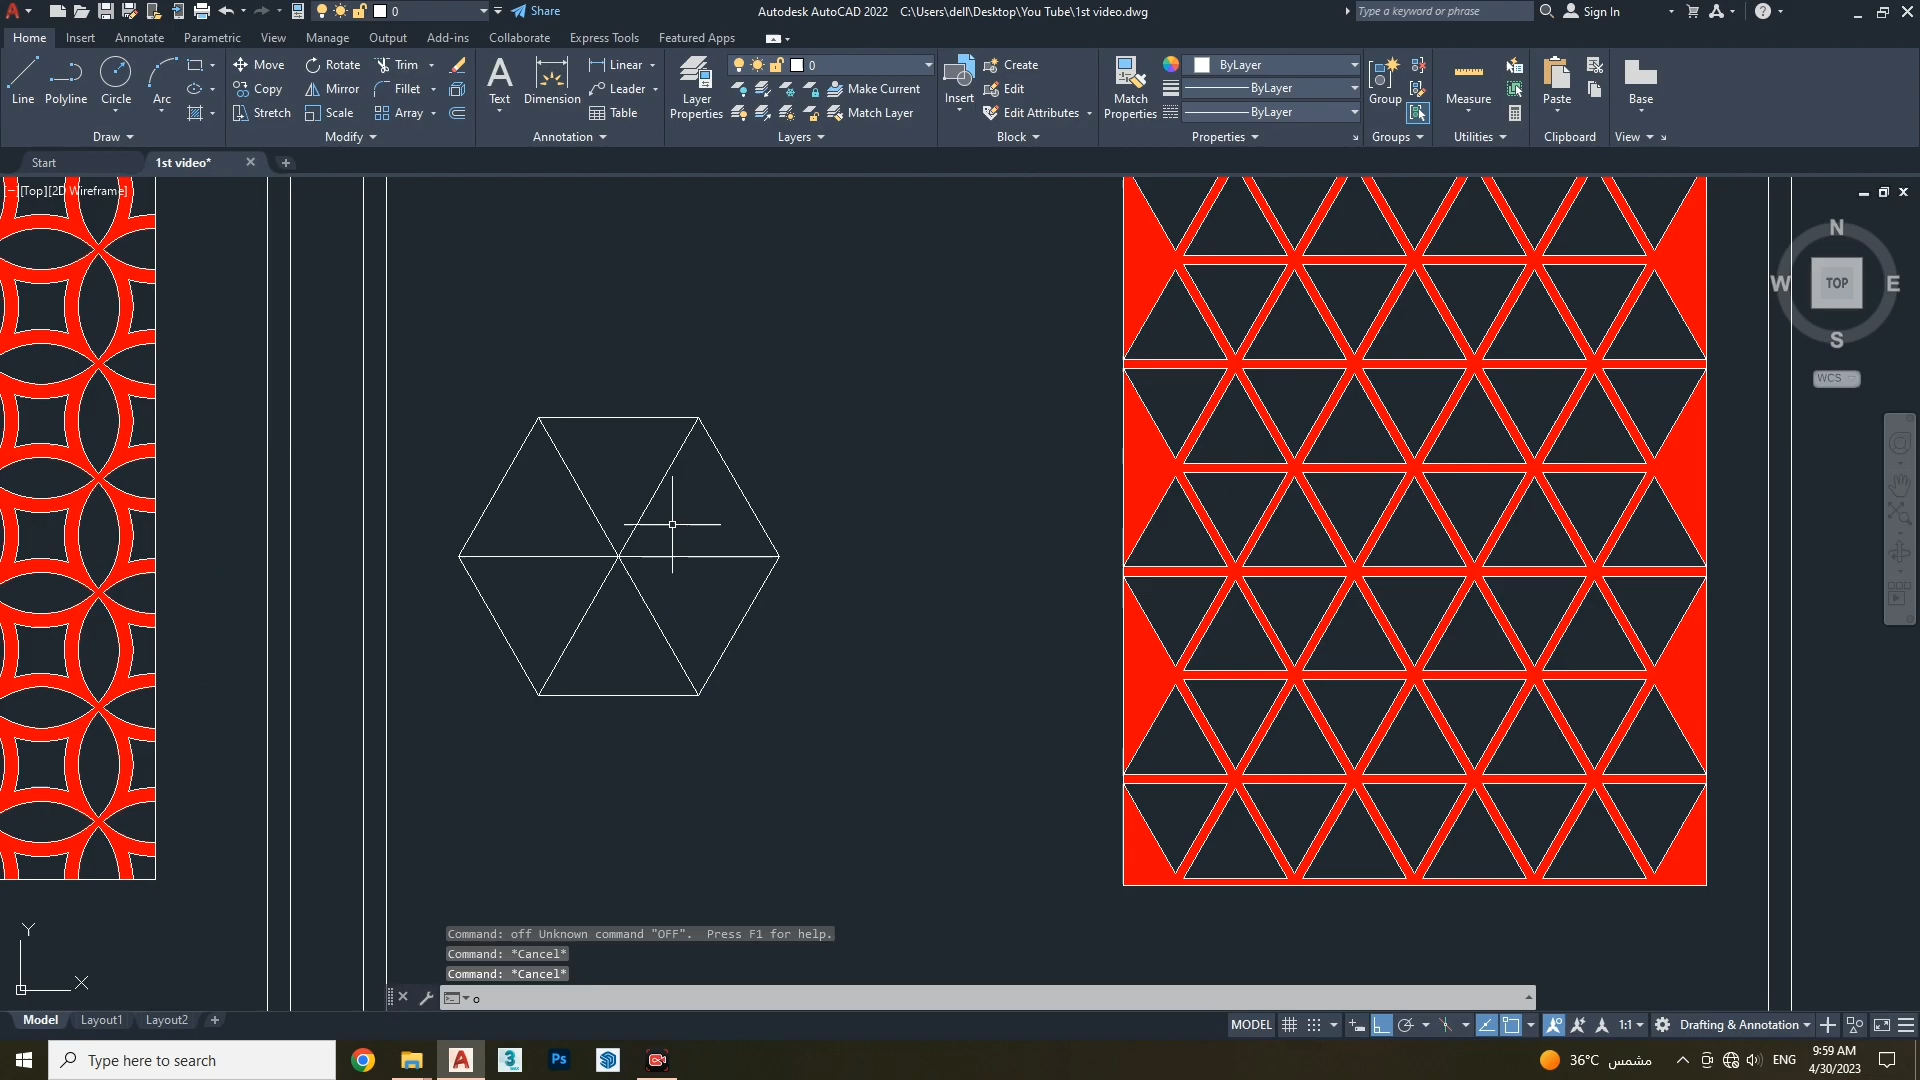 0
Share
Autodesk AutoCAD 2022 C:\Users\dell\Desktop\You Tube\1st video.dwg
Type a keyword or phrase
Sign In
Home Insert Annotate Parametric View Manage Output Add-ins Collaborate Express Tools Featured Apps
Line Polyline Circle Arc
Draw
Move Rotate Trim
Copy Mirror Fillet
Stretch Scale Array
Modify
Text Dimension
Linear
Leader
Table
Annotation
Layer Properties
0
Make Current
Match Layer
Layers
Insert
Create
Edit
Edit Attributes
Block
Match Properties
ByLayer
ByLayer
ByLayer
Properties
Group
Groups
Measure
Utilities
Paste
Clipboard
Base
View
Start
1st video*
[−][Top][2D Wireframe]
N
W TOP E
S
WCS
Y
X
Command: off Unknown command "OFF". Press F1 for help.
Command: *Cancel*
Command: *Cancel*
o
Model Layout1 Layout2
MODEL
1:1
Drafting & Annotation
Type here to search
3
MAX
Ps
36°C مشمس
ENG
9:59 AM
4/30/2023